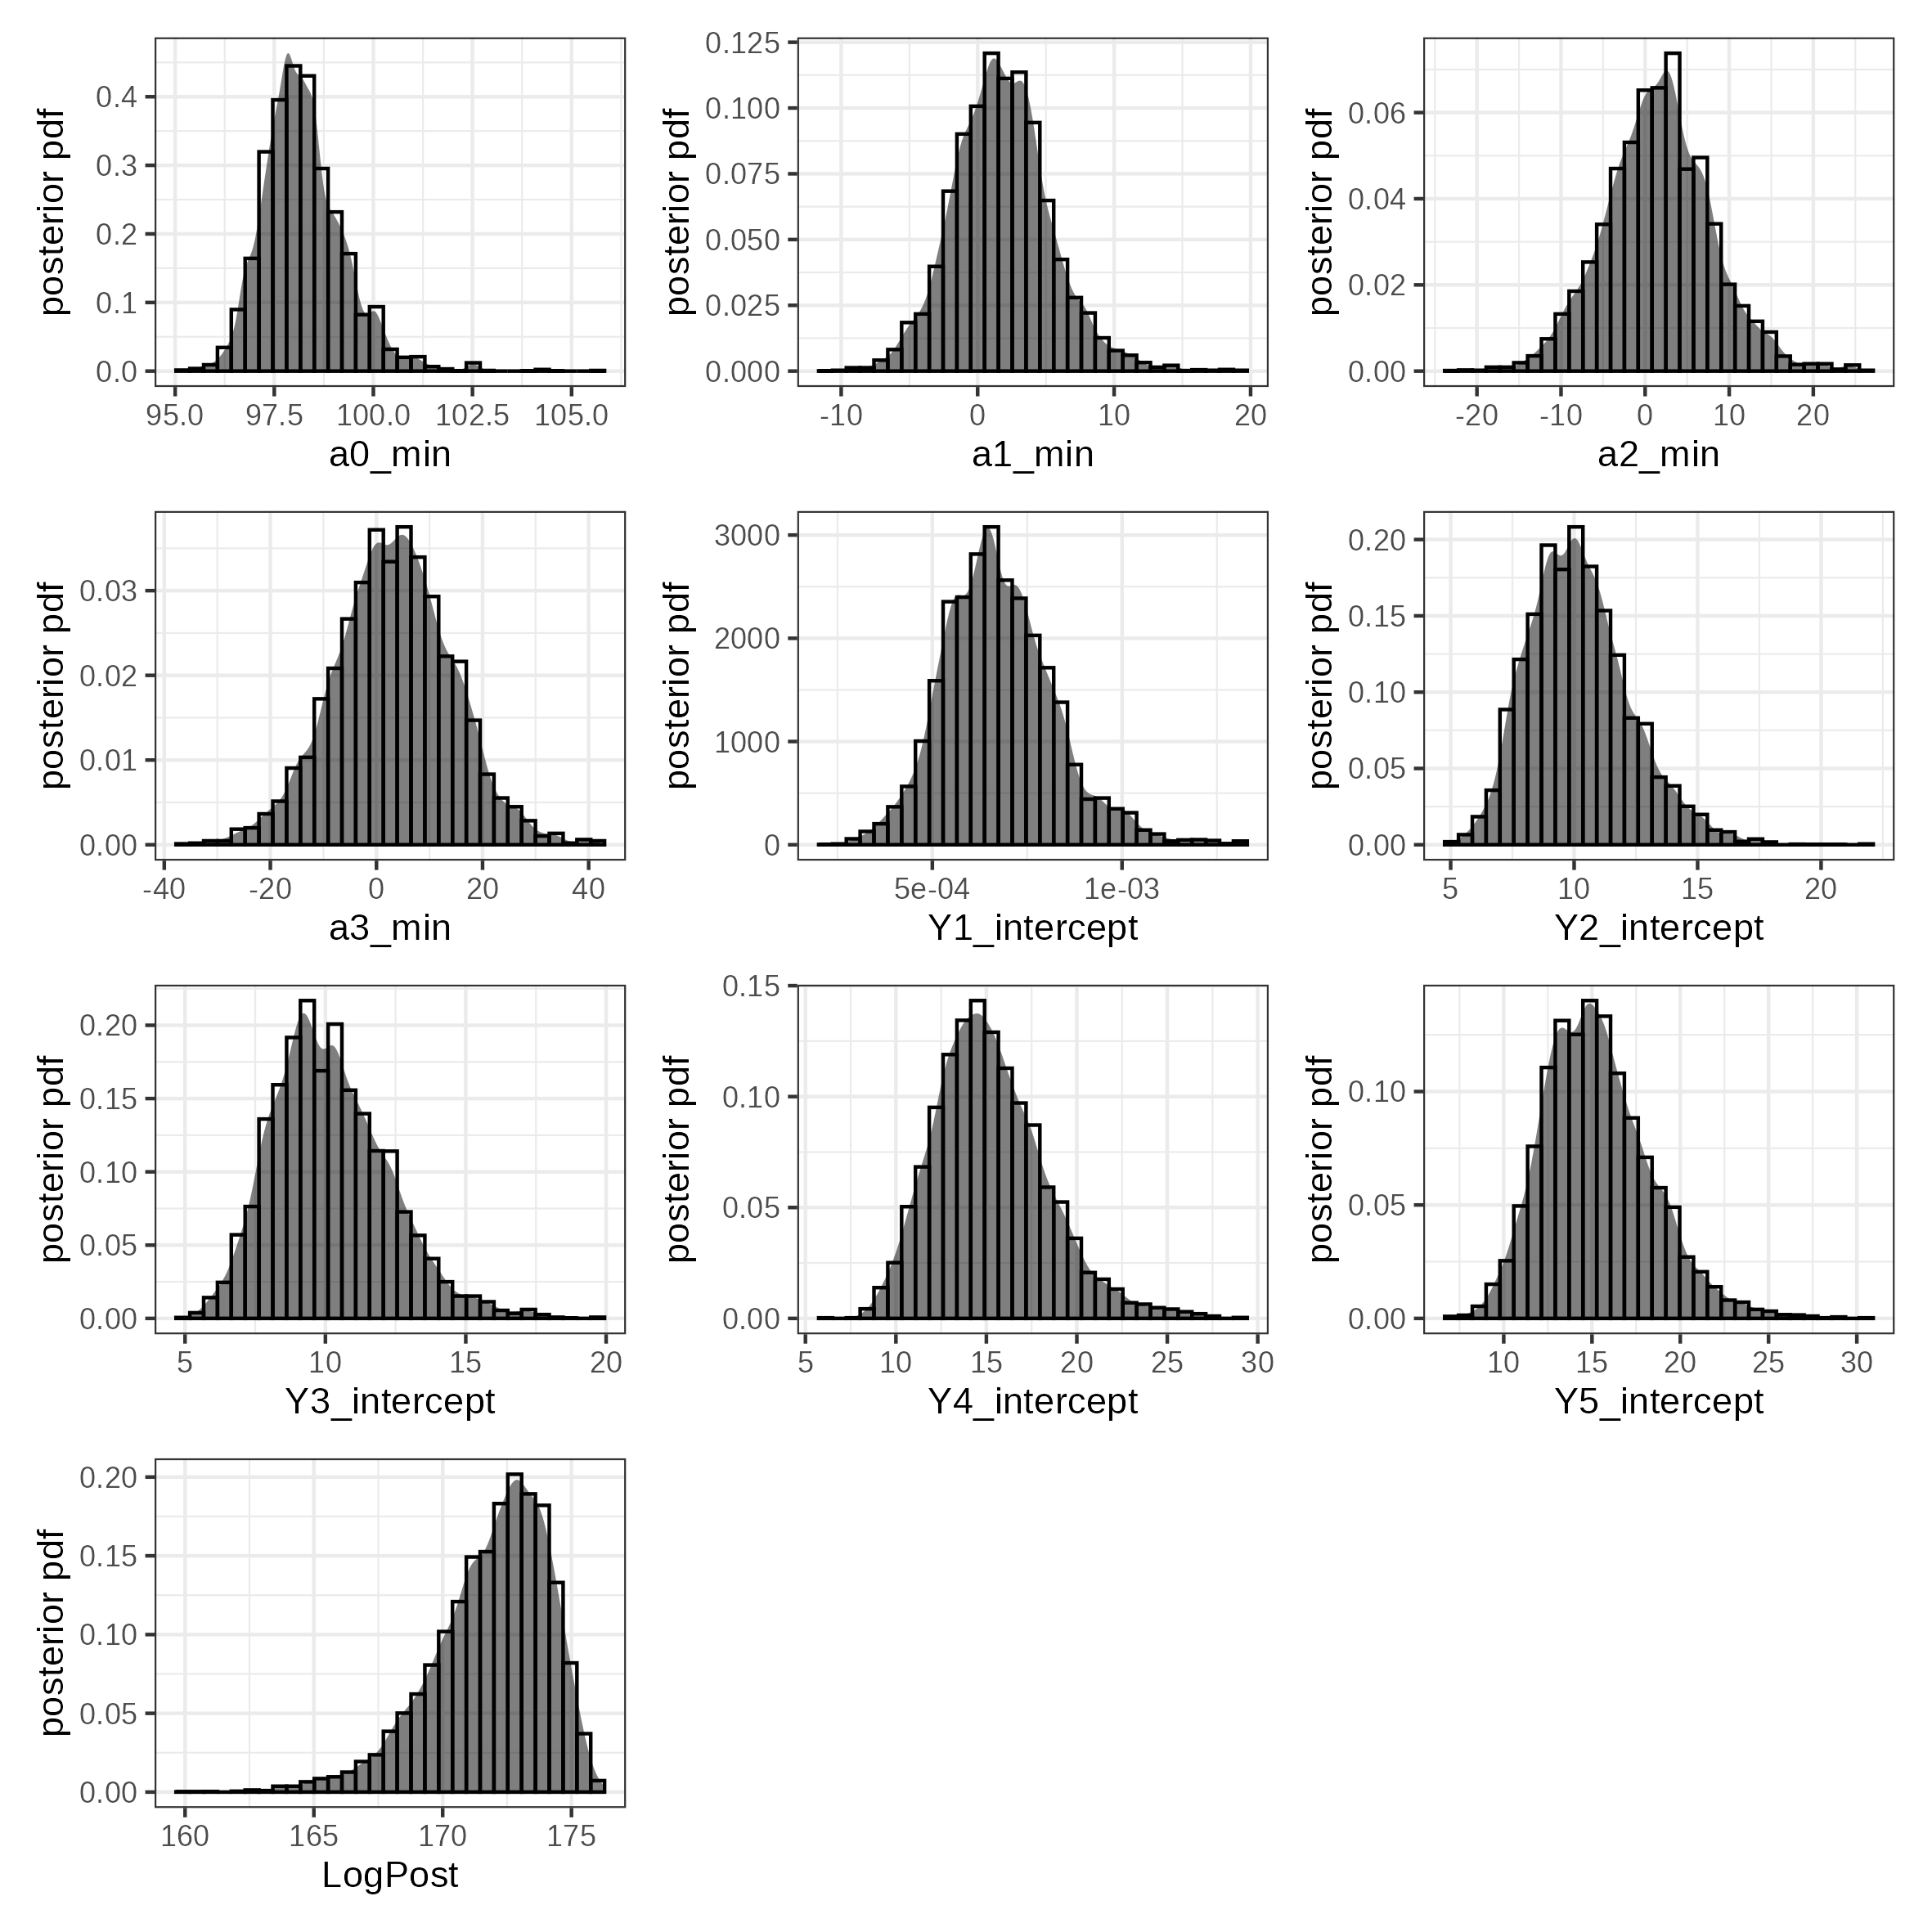 posterior pdf
0.4
0.3
0.2
0.1
0.0
95.0 97.5 100.0 102.5 105.0
a0_min
posterior pdf
0.125
0.100
0.075
0.050
0.025
0.000
-10 0 10 20
a1_min
posterior pdf
0.06
0.04
0.02
0.00
-20 -10 0 10 20
a2_min
posterior pdf
0.03
0.02
0.01
0.00
-40 -20 0 20 40
a3_min
posterior pdf
3000
2000
1000
0
5e-04 1e-03
Y1_intercept
posterior pdf
0.20
0.15
0.10
0.05
0.00
5 10 15 20
Y2_intercept
posterior pdf
0.20
0.15
0.10
0.05
0.00
5 10 15 20
Y3_intercept
posterior pdf
0.15
0.10
0.05
0.00
5 10 15 20 25 30
Y4_intercept
posterior pdf
0.10
0.05
0.00
10 15 20 25 30
Y5_intercept
posterior pdf
0.20
0.15
0.10
0.05
0.00
160 165 170 175
LogPost